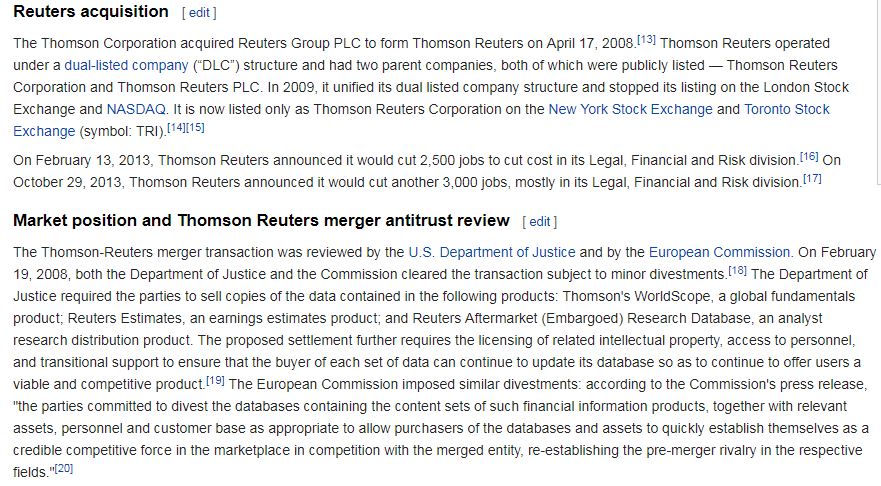 Reuters acquisition [ edit ]
The Thomson Corporation acquired Reuters Group PLC to form Thomson Reuters on April 17, 2008.[13] Thomson Reuters operated
under a dual-listed company (“DLC”) structure and had two parent companies, both of which were publicly listed — Thomson Reuters
Corporation and Thomson Reuters PLC. In 2009, it unified its dual listed company structure and stopped its listing on the London Stock
Exchange and NASDAQ. It is now listed only as Thomson Reuters Corporation on the New York Stock Exchange and Toronto Stock
Exchange (symbol: TRI).[14][15]
On February 13, 2013, Thomson Reuters announced it would cut 2,500 jobs to cut cost in its Legal, Financial and Risk division.[16] On
October 29, 2013, Thomson Reuters announced it would cut another 3,000 jobs, mostly in its Legal, Financial and Risk division.[17]
Market position and Thomson Reuters merger antitrust review [ edit ]
The Thomson-Reuters merger transaction was reviewed by the U.S. Department of Justice and by the European Commission. On February
19, 2008, both the Department of Justice and the Commission cleared the transaction subject to minor divestments.[18] The Department of
Justice required the parties to sell copies of the data contained in the following products: Thomson's WorldScope, a global fundamentals
product; Reuters Estimates, an earnings estimates product; and Reuters Aftermarket (Embargoed) Research Database, an analyst
research distribution product. The proposed settlement further requires the licensing of related intellectual property, access to personnel,
and transitional support to ensure that the buyer of each set of data can continue to update its database so as to continue to offer users a
viable and competitive product.[19] The European Commission imposed similar divestments: according to the Commission's press release,
"the parties committed to divest the databases containing the content sets of such financial information products, together with relevant
assets, personnel and customer base as appropriate to allow purchasers of the databases and assets to quickly establish themselves as a
credible competitive force in the marketplace in competition with the merged entity, re-establishing the pre-merger rivalry in the respective
fields."[20]